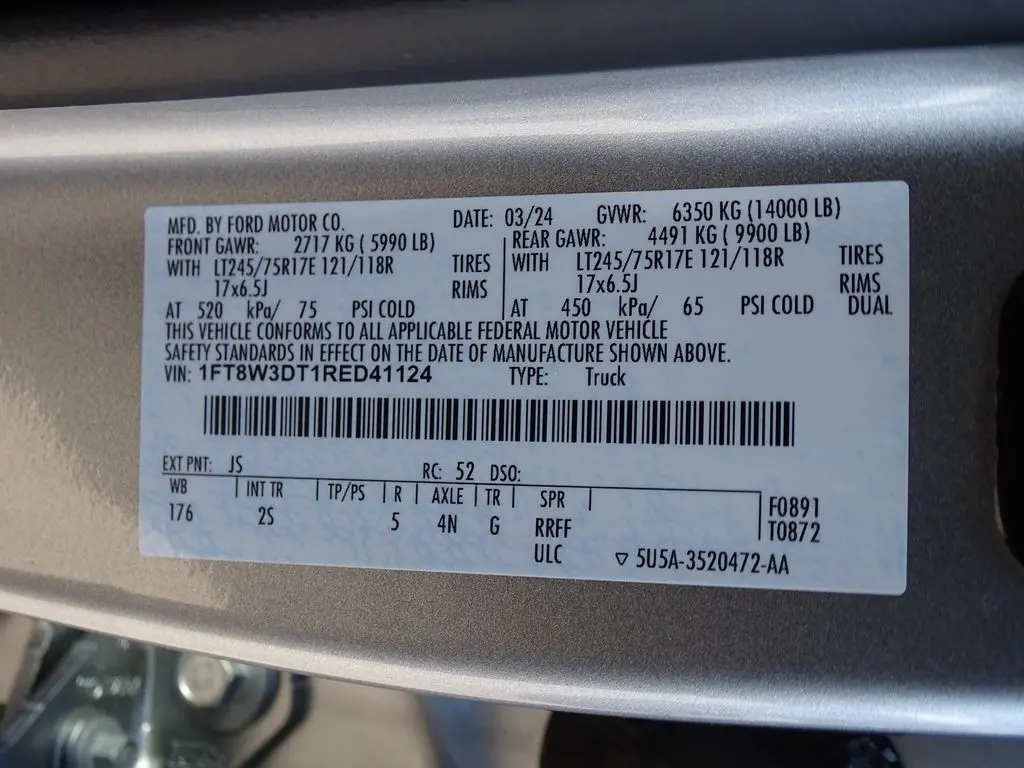 MFD. BY FORD MOTOR CO. DATE: 03/24 GVWR: 6350 KG (14000 LB)
FRONT GAWR: 2717 KG ( 5990 LB) REAR GAWR: 4491 KG ( 9900 LB)
WITH LT245/75R17E 121/118R TIRES WITH LT245/75R17E 121/118R TIRES
17x6.5J RIMS 17x6.5J RIMS
AT 520 kPa/ 75 PSI COLD AT 450 kPa/ 65 PSI COLD DUAL
THIS VEHICLE CONFORMS TO ALL APPLICABLE FEDERAL MOTOR VEHICLE
SAFETY STANDARDS IN EFFECT ON THE DATE OF MANUFACTURE SHOWN ABOVE.
VIN: 1FT8W3DT1RED41124 TYPE: Truck
EXT PNT: JS RC: 52 DSO:
WB INT TR TP/PS R AXLE TR SPR
176 2S 5 4N G RRFF F0891
ULC T0872
▽ 5U5A-3520472-AA